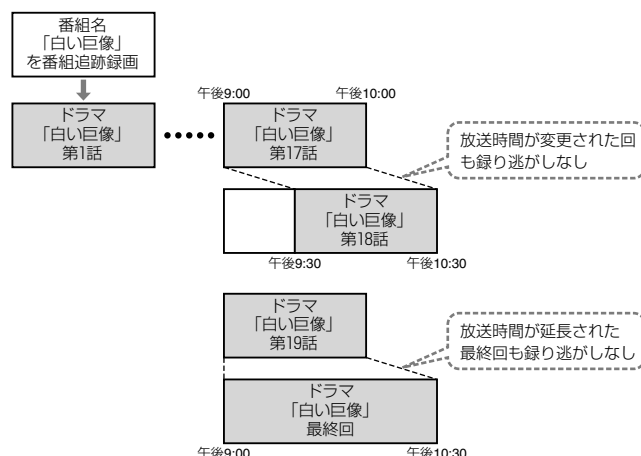 番組名
「白い巨像」
を番組追跡録画
午後9:00
午後10:00
ドラマ
「白い巨像」
第1話
ドラマ
「白い巨像」
第17話
放送時間が変更された回
も録り逃がしなし
ドラマ
「白い巨像」
第18話
午後9:30
午後10:30
ドラマ
「白い巨像」
第19話
放送時間が延長された
最終回も録り逃がしなし
ドラマ
「白い巨像」
最終回
午後9:00
午後10:30